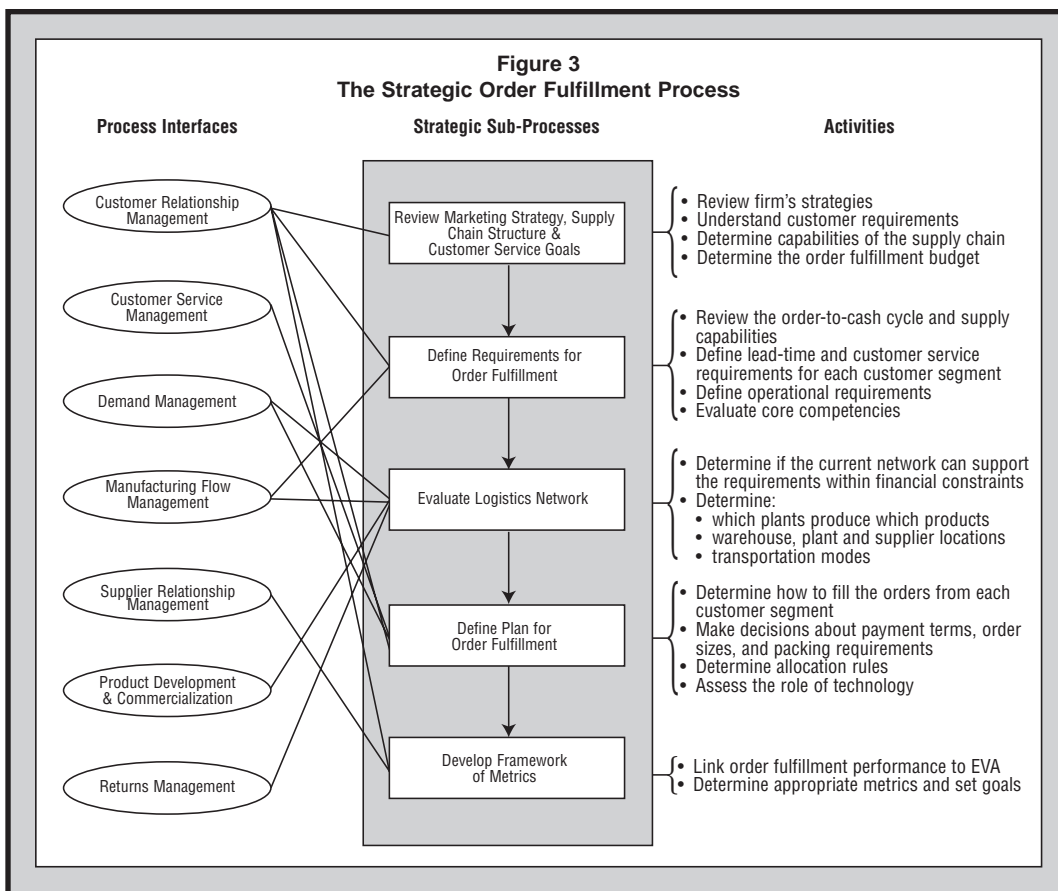 Figure 3
The Strategic Order Fulfillment Process
Process Interfaces
Strategic Sub-Processes
Activities
Customer Relationship
Management
Customer Service
Management
Demand Management
Manufacturing Flow
Management
Supplier Relationship
Management
Product Development
& Commercialization
Returns Management
Review Marketing Strategy, Supply
Chain Structure &
Customer Service Goals
Define Requirements for
Order Fulfillment
Evaluate Logistics Network
Define Plan for
Order Fulfillment
Develop Framework
of Metrics
• Review firm's strategies
• Understand customer requirements
• Determine capabilities of the supply chain
• Determine the order fulfillment budget
• Review the order-to-cash cycle and supply
capabilities
• Define lead-time and customer service
requirements for each customer segment
• Define operational requirements
• Evaluate core competencies
• Determine if the current network can support
the requirements within financial constraints
• Determine:
• which plants produce which products
• warehouse, plant and supplier locations
• transportation modes
• Determine how to fill the orders from each
customer segment
• Make decisions about payment terms, order
sizes, and packing requirements
• Determine allocation rules
• Assess the role of technology
• Link order fulfillment performance to EVA
• Determine appropriate metrics and set goals